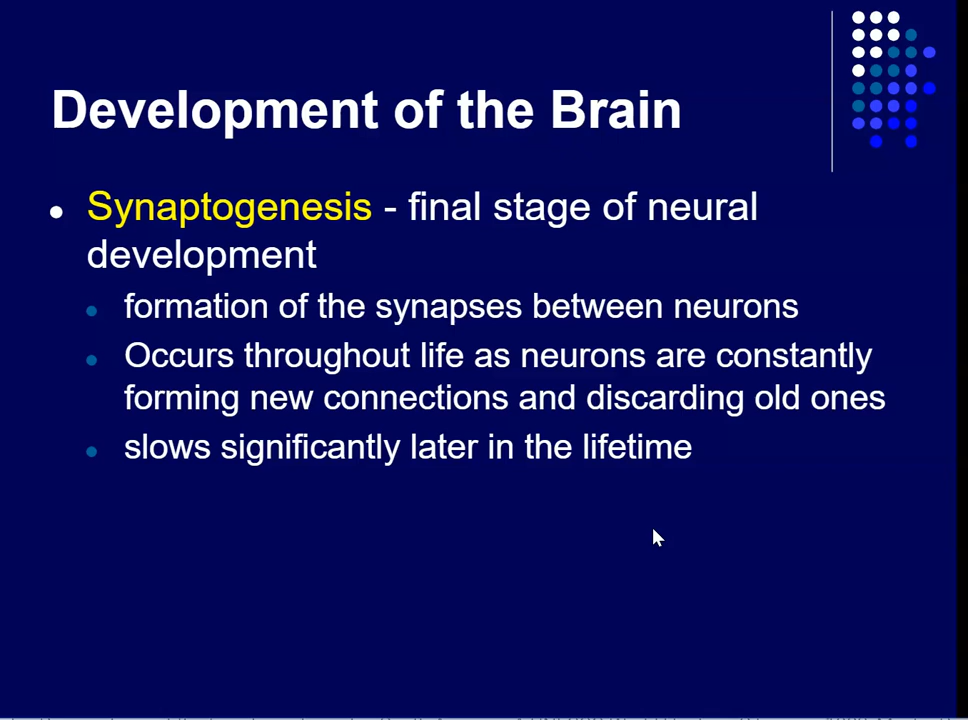 Development of the Brain
Synaptogenesis - final stage of neural
development
formation of the synapses between neurons
Occurs throughout life as neurons are constantly
forming new connections and discarding old ones
slows significantly later in the lifetime